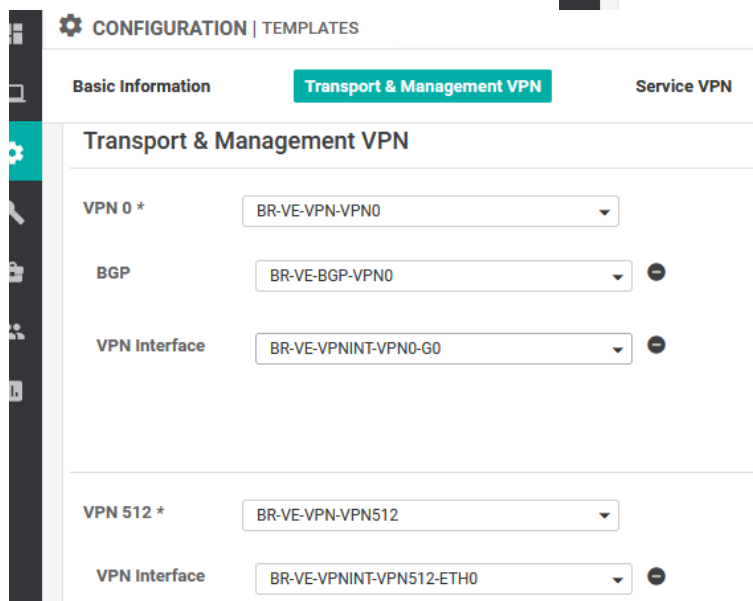 CONFIGURATION | TEMPLATES
Basic Information Transport & Management VPN Service VPN
Transport & Management VPN
VPN 0 * BR-VE-VPN-VPN0
BGP BR-VE-BGP-VPN0
VPN Interface BR-VE-VPNINT-VPN0-G0
VPN 512 * BR-VE-VPN-VPN512
VPN Interface BR-VE-VPNINT-VPN512-ETH0